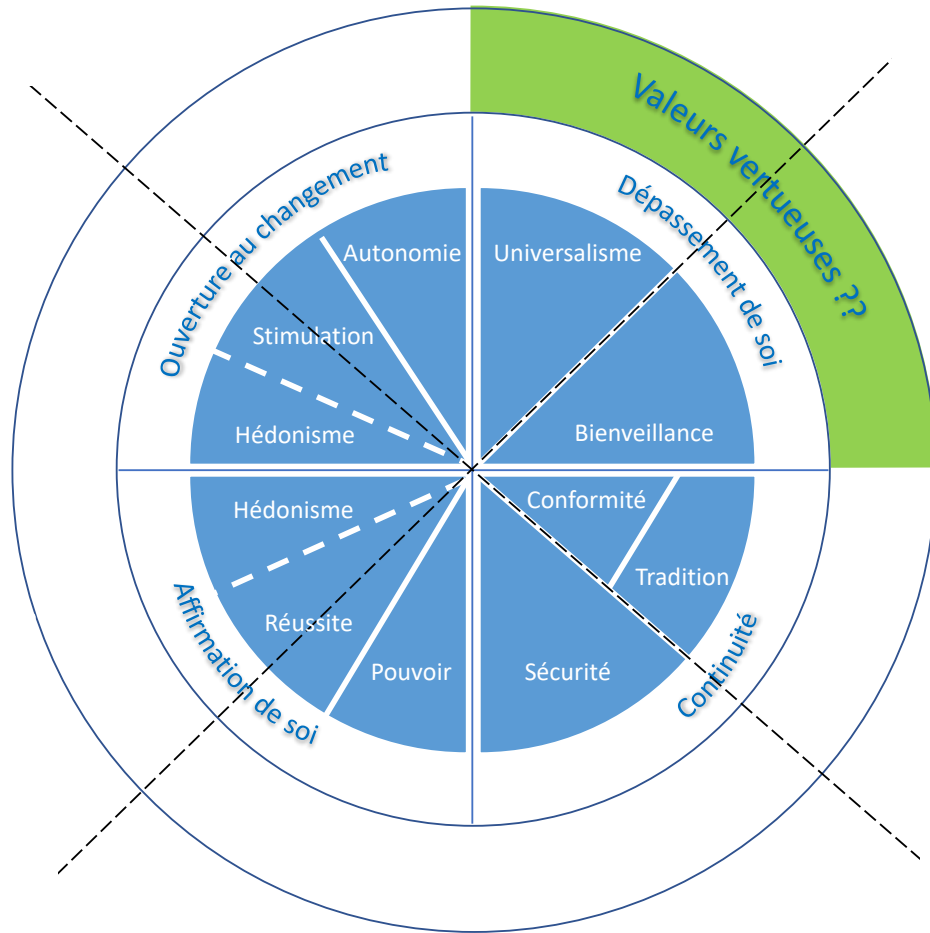 Valeurs vertueuses ??
Ouverture au changement
Dépassement de soi
Autonomie
Universalisme
Stimulation
Hédonisme
Bienveillance
Hédonisme
Conformité
Tradition
Réussite
Pouvoir
Sécurité
Affirmation de soi
Continuité